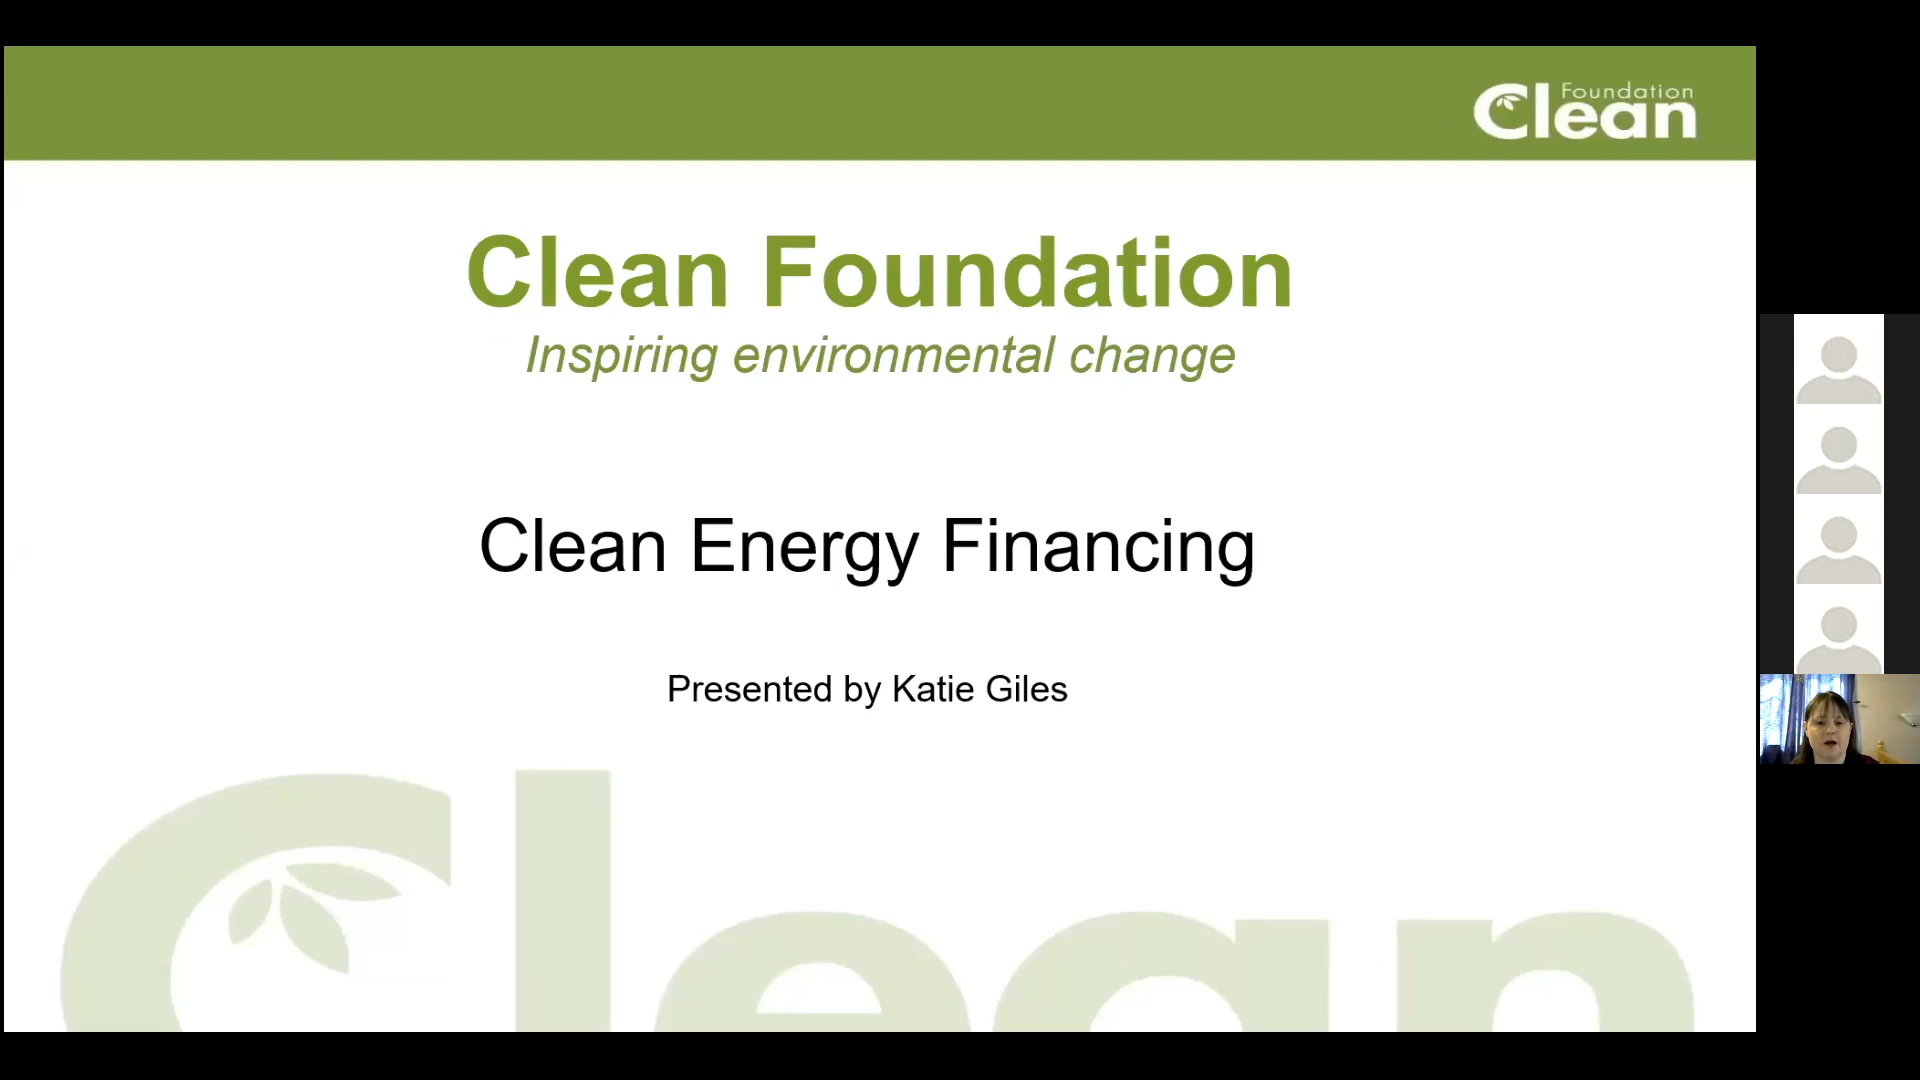 Foundation
Clean
Clean Foundation
Inspiring environmental change
Clean Energy Financing
Presented by Katie Giles
Clean